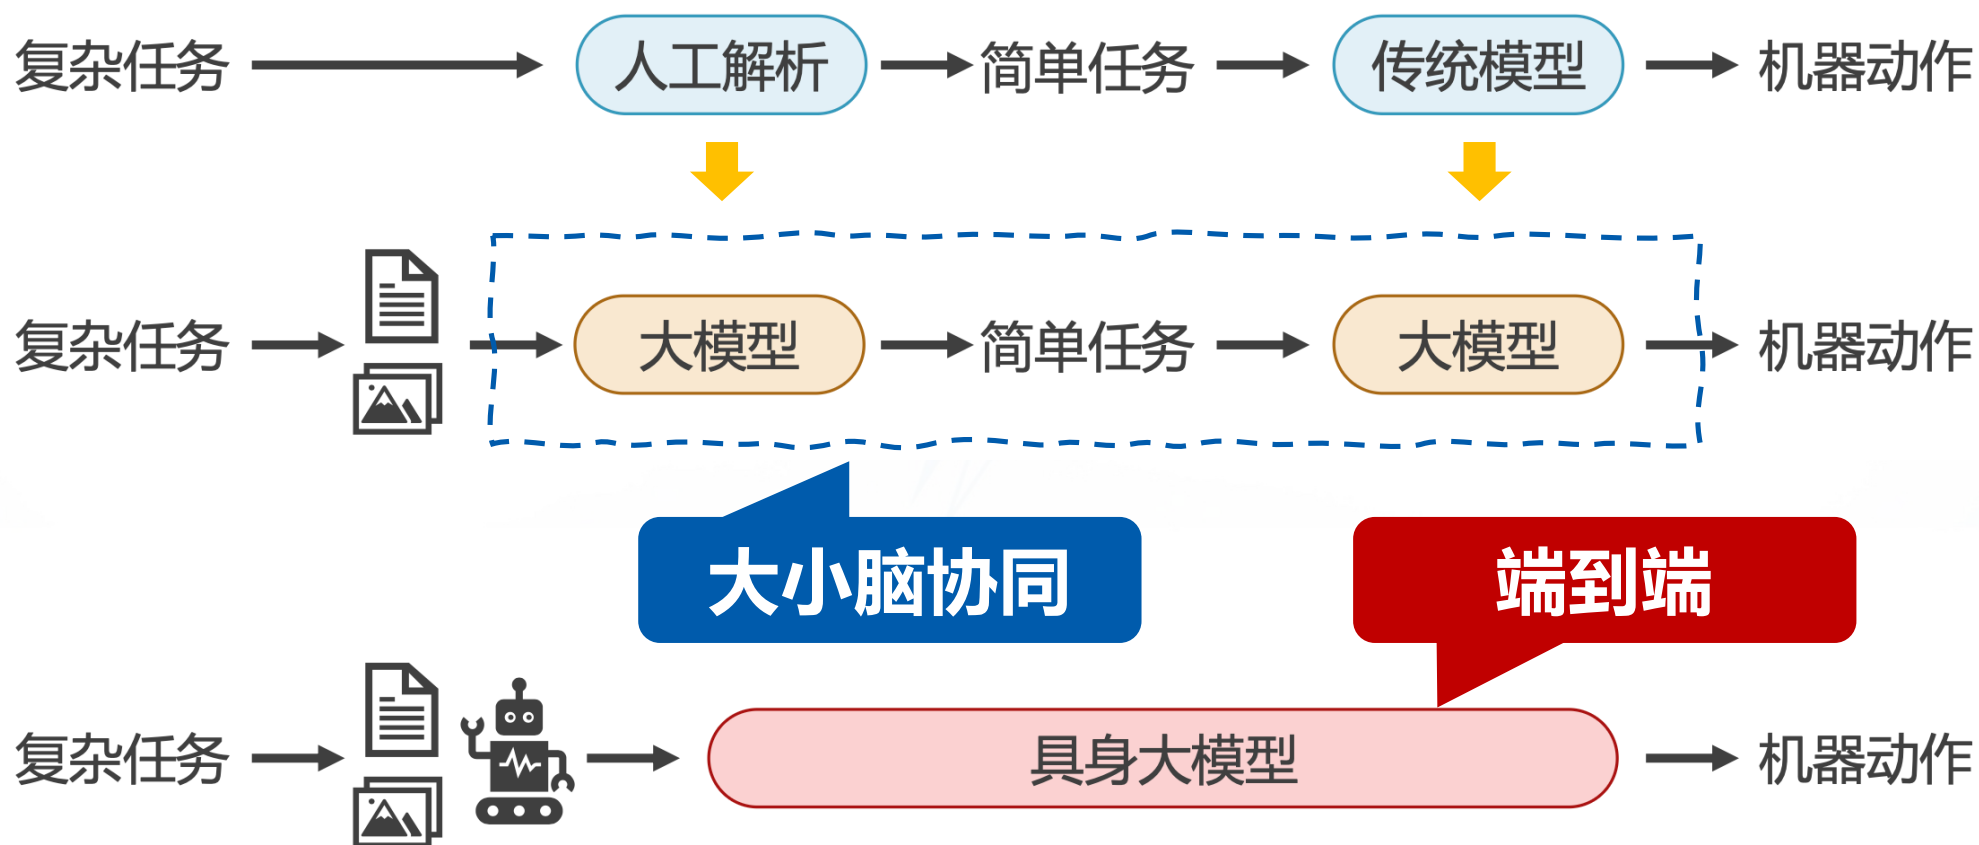 复杂任务 人工解析 简单任务 传统模型 机器动作
复杂任务 大模型 简单任务 大模型 机器动作
大小脑协同 端到端
复杂任务 具身大模型 机器动作